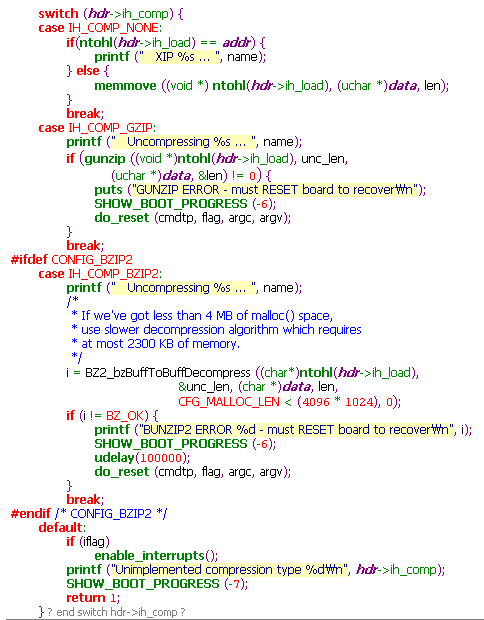 switch (hdr->ih_comp) {
case IH_COMP_NONE:
if(ntohl(hdr->ih_load) == addr) {
printf ("   XIP %s ... ", name);
} else {
memmove ((void *) ntohl(hdr->ih_load), (uchar *)data, len);
}
break;
case IH_COMP_GZIP:
printf ("   Uncompressing %s ... ", name);
if (gunzip ((void *)ntohl(hdr->ih_load), unc_len,
(uchar *)data, &len) != 0) {
puts ("GUNZIP ERROR - must RESET board to recover₩n");
SHOW_BOOT_PROGRESS (-6);
do_reset (cmdtp, flag, argc, argv);
}
break;
#ifdef CONFIG_BZIP2
case IH_COMP_BZIP2:
printf ("   Uncompressing %s ... ", name);
/*
* If we've got less than 4 MB of malloc() space,
* use slower decompression algorithm which requires
* at most 2300 KB of memory.
*/
i = BZ2_bzBuffToBuffDecompress ((char*)ntohl(hdr->ih_load),
&unc_len, (char *)data, len,
CFG_MALLOC_LEN < (4096 * 1024), 0);
if (i != BZ_OK) {
printf ("BUNZIP2 ERROR %d - must RESET board to recover₩n", i);
SHOW_BOOT_PROGRESS (-6);
udelay(100000);
do_reset (cmdtp, flag, argc, argv);
}
break;
#endif /* CONFIG_BZIP2 */
default:
if (iflag)
enable_interrupts();
printf ("Unimplemented compression type %d₩n", hdr->ih_comp);
SHOW_BOOT_PROGRESS (-7);
return 1;
} ? end switch hdr->ih_comp ?